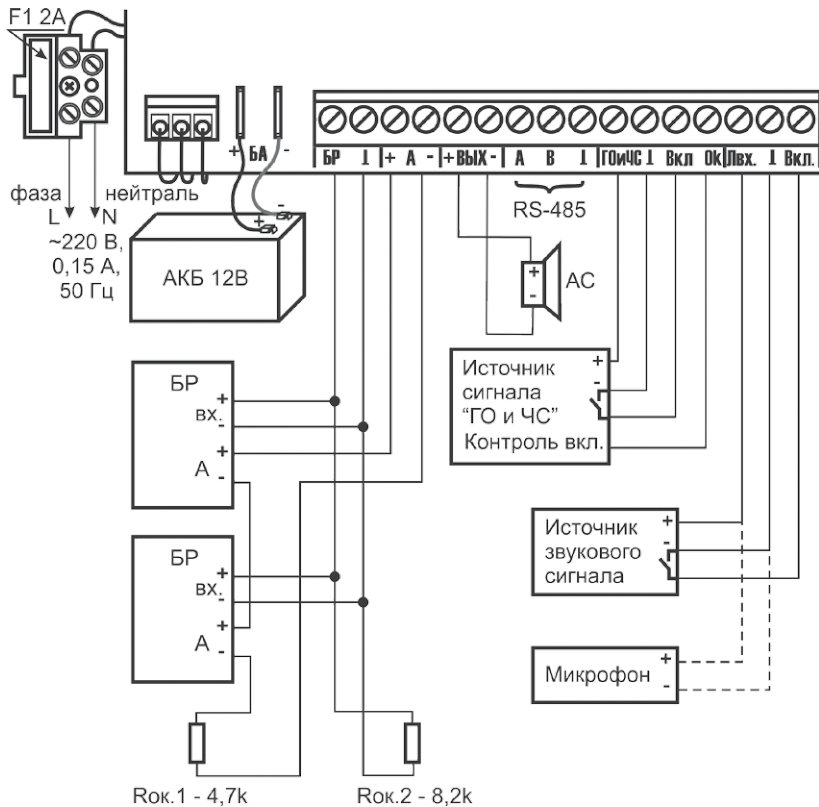 F1 2A
+ БА -
БР ⊥ + А - + ВЫХ - А В ⊥ ГОиЧС ⊥ Вкл Ok Лвх. ⊥ Вкл.
RS-485
фаза нейтраль
L N
~220 В,
0,15 А,
50 Гц
+ -
АКБ 12В
+
-
АС
Источник
сигнала
“ГО и ЧС”
Контроль вкл.
+
-
БР
вх.
А
+
-
+
-
Источник
звукового
сигнала
+
-
БР
вх.
А
+
-
+
-
Микрофон
+
-
Rок.1 - 4,7k
Rок.2 - 8,2k